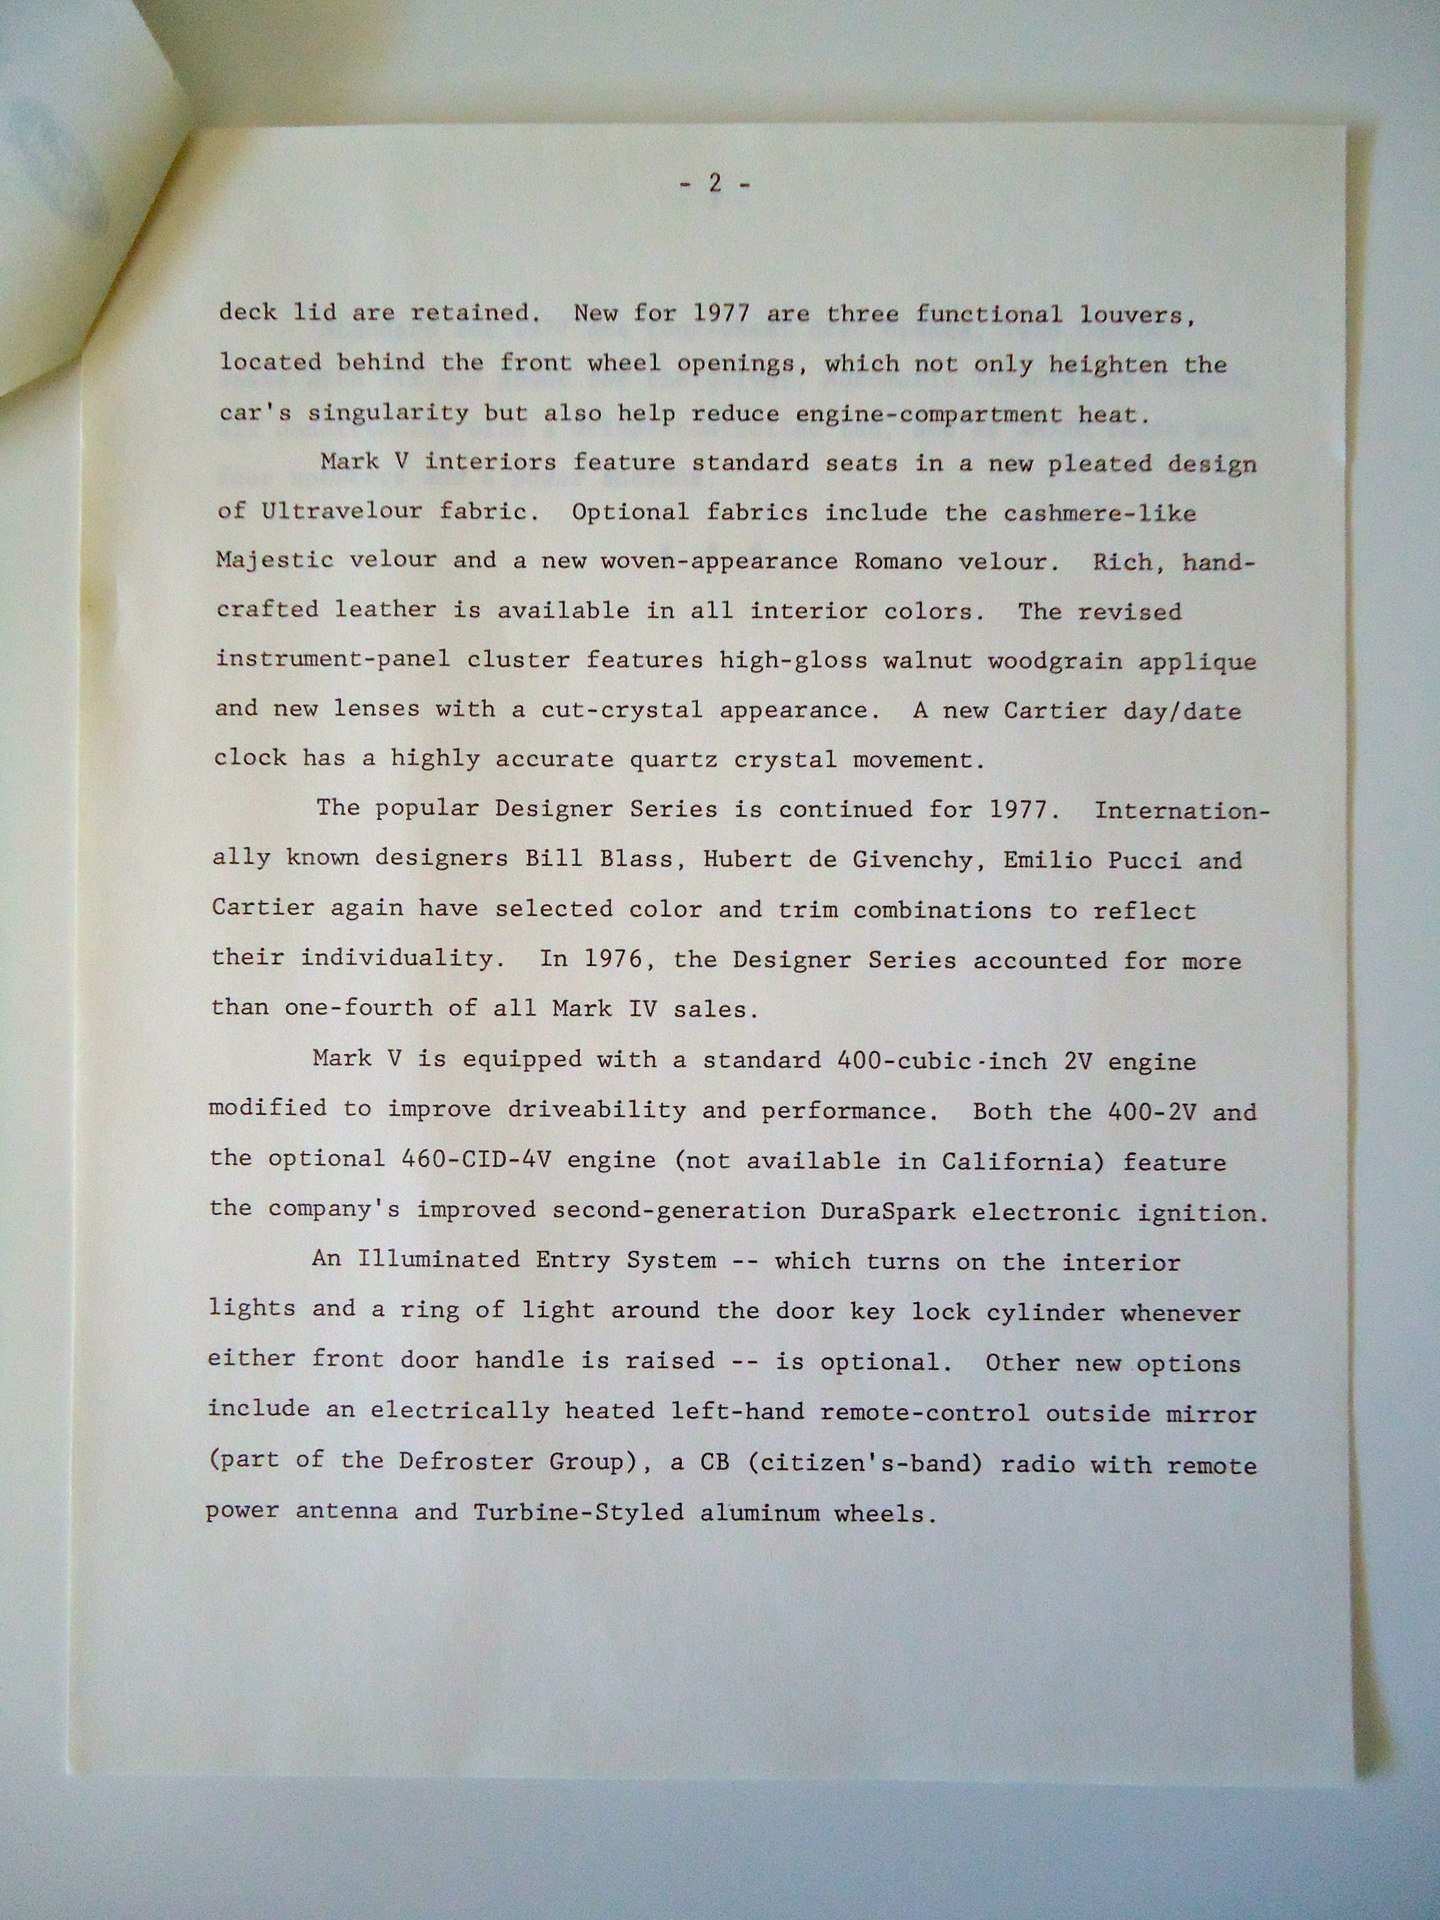 - 2 -
deck lid are retained.  New for 1977 are three functional louvers,
located behind the front wheel openings, which not only heighten the
car's singularity but also help reduce engine-compartment heat.
Mark V interiors feature standard seats in a new pleated design
of Ultravelour fabric.  Optional fabrics include the cashmere-like
Majestic velour and a new woven-appearance Romano velour.  Rich, hand-
crafted leather is available in all interior colors.  The revised
instrument-panel cluster features high-gloss walnut woodgrain applique
and new lenses with a cut-crystal appearance.  A new Cartier day/date
clock has a highly accurate quartz crystal movement.
The popular Designer Series is continued for 1977.  Internation-
ally known designers Bill Blass, Hubert de Givenchy, Emilio Pucci and
Cartier again have selected color and trim combinations to reflect
their individuality.  In 1976, the Designer Series accounted for more
than one-fourth of all Mark IV sales.
Mark V is equipped with a standard 400-cubic-inch 2V engine
modified to improve driveability and performance.  Both the 400-2V and
the optional 460-CID-4V engine (not available in California) feature
the company's improved second-generation DuraSpark electronic ignition.
An Illuminated Entry System -- which turns on the interior
lights and a ring of light around the door key lock cylinder whenever
either front door handle is raised -- is optional.  Other new options
include an electrically heated left-hand remote-control outside mirror
(part of the Defroster Group), a CB (citizen's-band) radio with remote
power antenna and Turbine-Styled aluminum wheels.